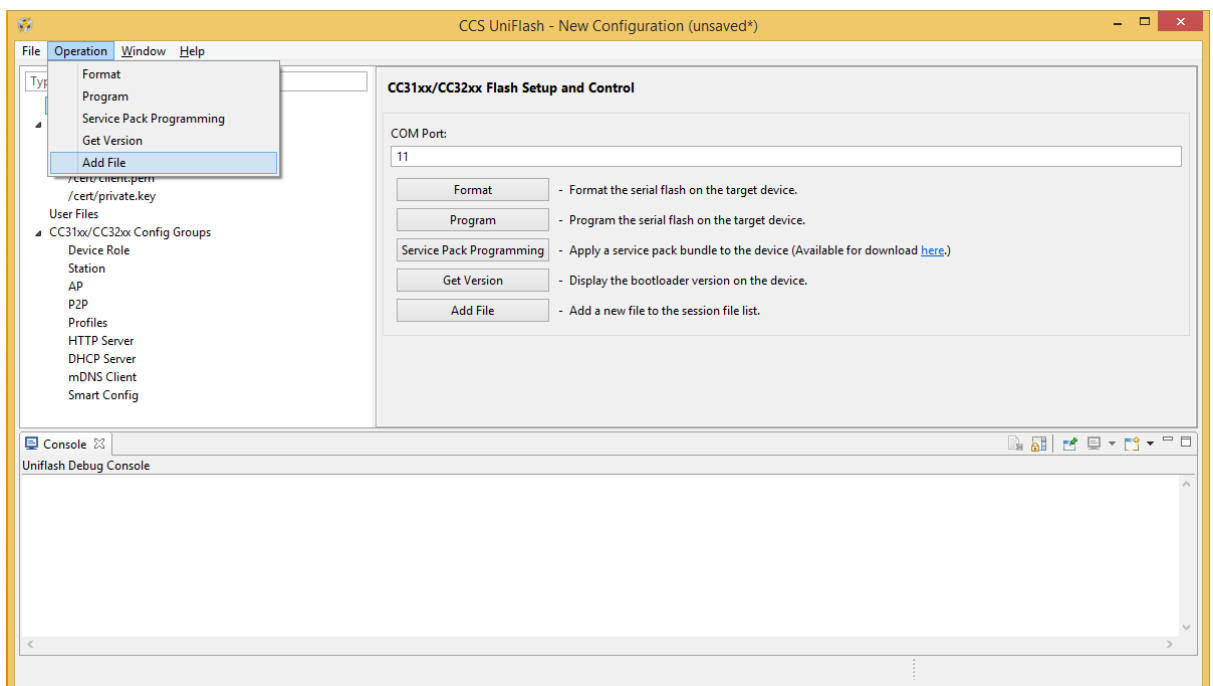 CCS UniFlash - New Configuration (unsaved*)
File Operation Window Help
Typ
Format
Program
Service Pack Programming
Get Version
Add File
/cert/client.pem
/cert/private.key
User Files
CC31xx/CC32xx Config Groups
Device Role
Station
AP
P2P
Profiles
HTTP Server
DHCP Server
mDNS Client
Smart Config
CC31xx/CC32xx Flash Setup and Control
COM Port:
11
Format - Format the serial flash on the target device.
Program - Program the serial flash on the target device.
Service Pack Programming - Apply a service pack bundle to the device (Available for download here.)
Get Version - Display the bootloader version on the device.
Add File - Add a new file to the session file list.
Console
Uniflash Debug Console